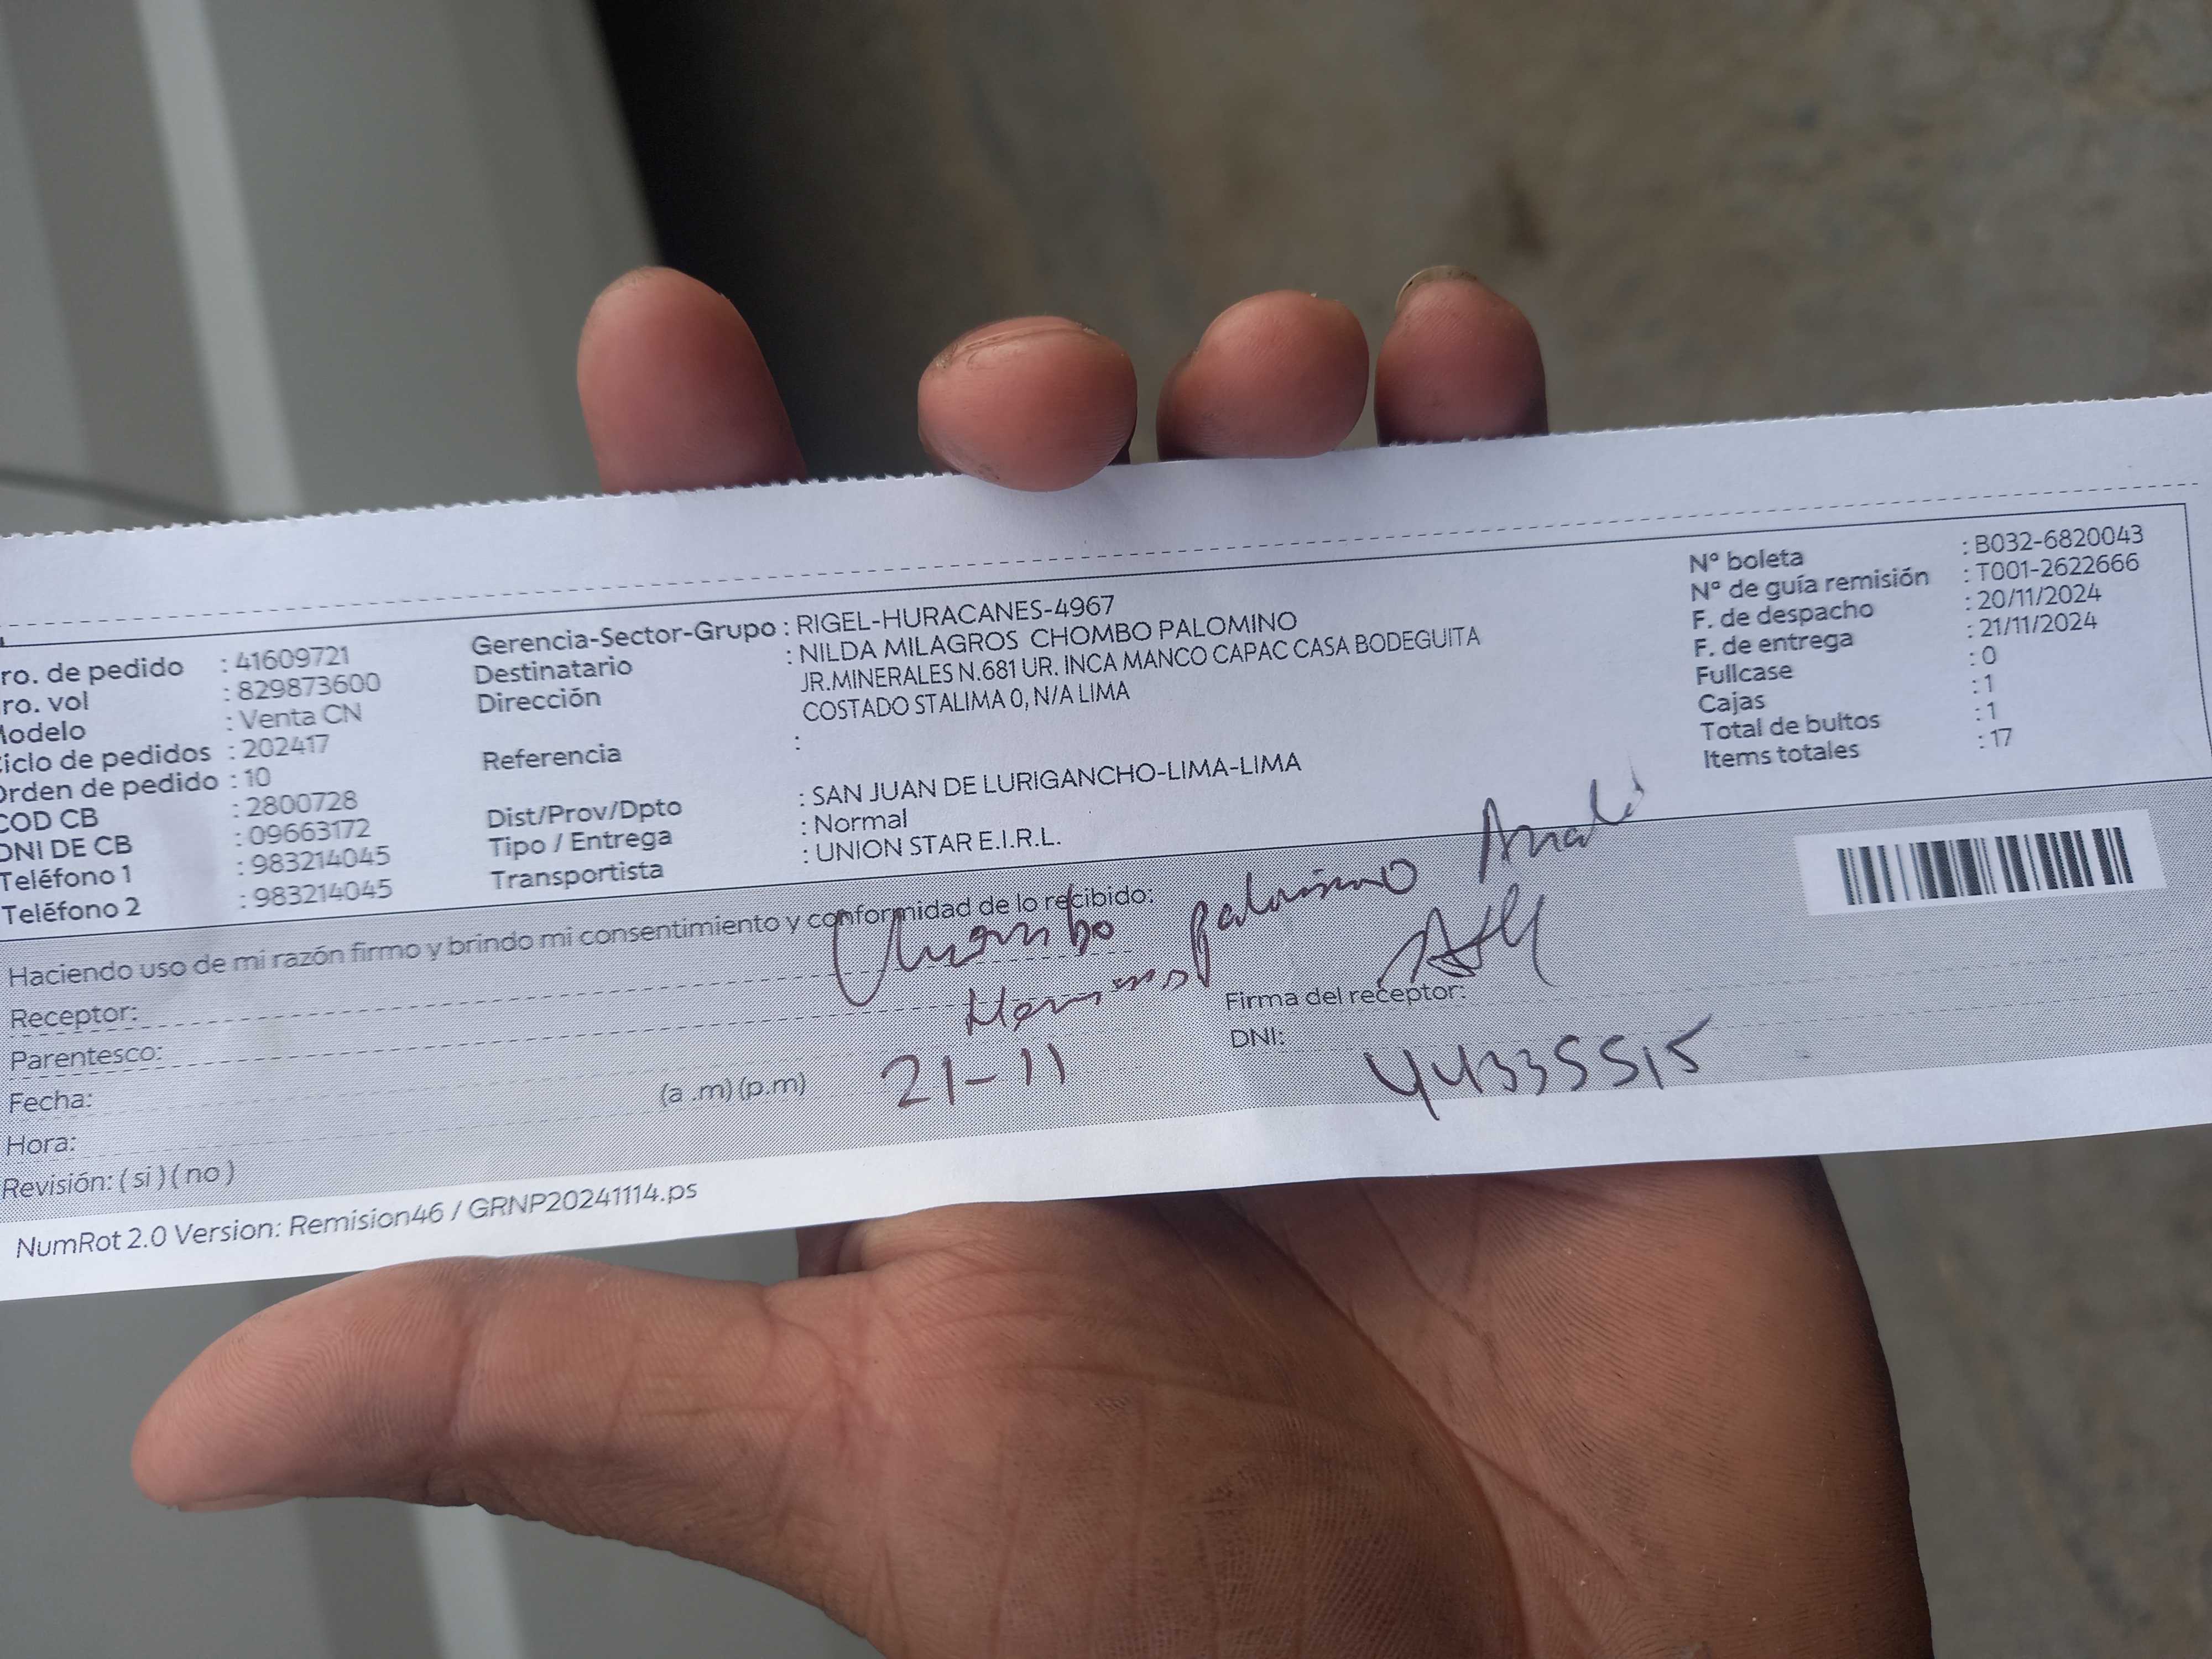 ro. de pedido : 41609721
ro. vol : 829873600
Modelo : Venta CN
Ciclo de pedidos : 202417
Orden de pedido : 10
COD CB : 2800728
DNI DE CB : 09663172
Teléfono 1 : 983214045
Teléfono 2 : 983214045
Gerencia-Sector-Grupo : RIGEL-HURACANES-4967
Destinatario : NILDA MILAGROS CHOMBO PALOMINO
Dirección JR.MINERALES N.681 UR. INCA MANCO CAPAC CASA BODEGUITA
COSTADO STALIMA 0, N/A LIMA
Referencia :
Dist/Prov/Dpto : SAN JUAN DE LURIGANCHO-LIMA-LIMA
Tipo / Entrega : Normal
Transportista : UNION STAR E.I.R.L.
N° boleta : B032-6820043
N° de guía remisión : T001-2622666
F. de despacho : 20/11/2024
F. de entrega : 21/11/2024
Fullcase : 0
Cajas : 1
Total de bultos : 1
Items totales : 17
Haciendo uso de mi razón firmo y brindo mi consentimiento y conformidad de lo recibido:
Receptor: Chombo Palomino
Parentesco:
Fecha: 21-11
Hora: (a .m) (p.m)
Revisión: ( si ) ( no )
Firma del receptor:
DNI: 44335515
NumRot 2.0 Version: Remision46 / GRNP20241114.ps